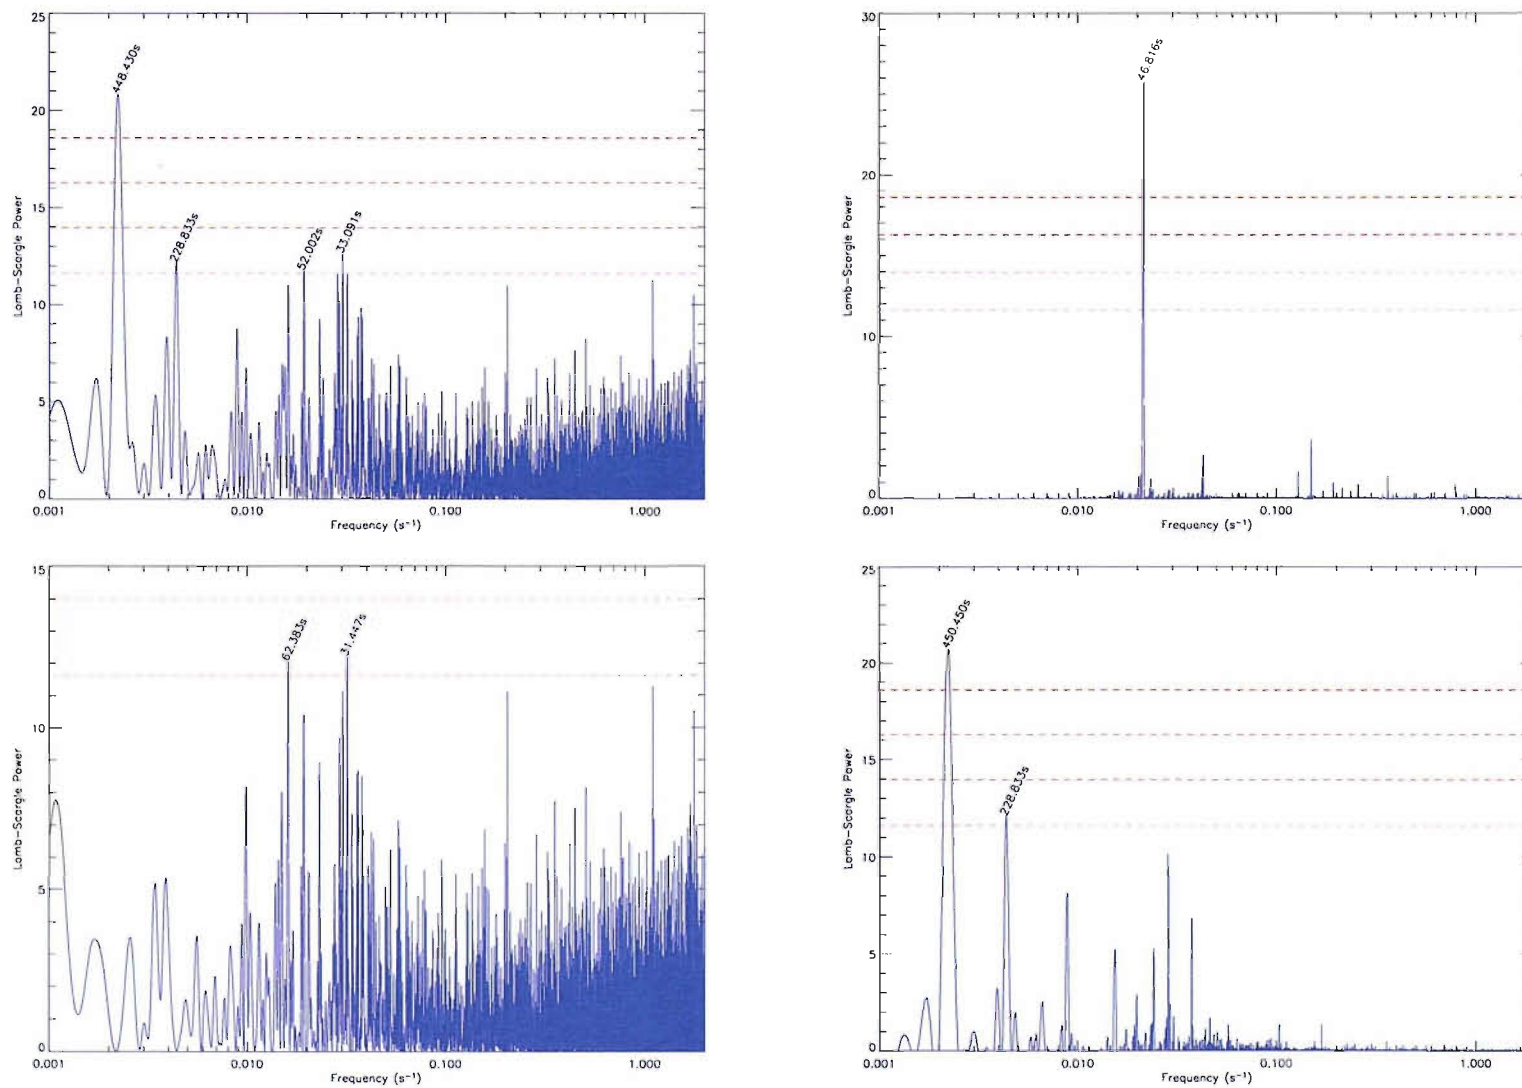 25
20
15
10
5
0
Lomb-Scargle Power
448.430s
228.833s
52.002s
33.091s
0.001
0.010
0.100
1.000
Frequency (s⁻¹)
30
20
10
0
Lomb-Scargle Power
46.816s
0.001
0.010
0.100
1.000
Frequency (s⁻¹)
15
10
5
0
Lomb-Scargle Power
62.383s
31.447s
0.001
0.010
0.100
1.000
Frequency (s⁻¹)
25
20
15
10
5
0
Lomb-Scargle Power
450.450s
228.833s
0.001
0.010
0.100
1.000
Frequency (s⁻¹)